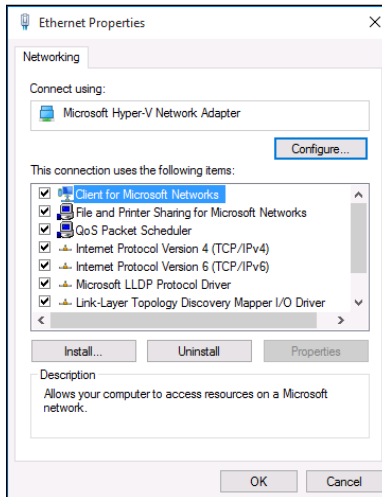 Ethernet Properties
Networking
Connect using:
Microsoft Hyper-V Network Adapter
Configure...
This connection uses the following items:
Client for Microsoft Networks
File and Printer Sharing for Microsoft Networks
QoS Packet Scheduler
Internet Protocol Version 4 (TCP/IPv4)
Internet Protocol Version 6 (TCP/IPv6)
Microsoft LLDP Protocol Driver
Link-Layer Topology Discovery Mapper I/O Driver
Install... Uninstall Properties
Description
Allows your computer to access resources on a Microsoft
network.
OK Cancel